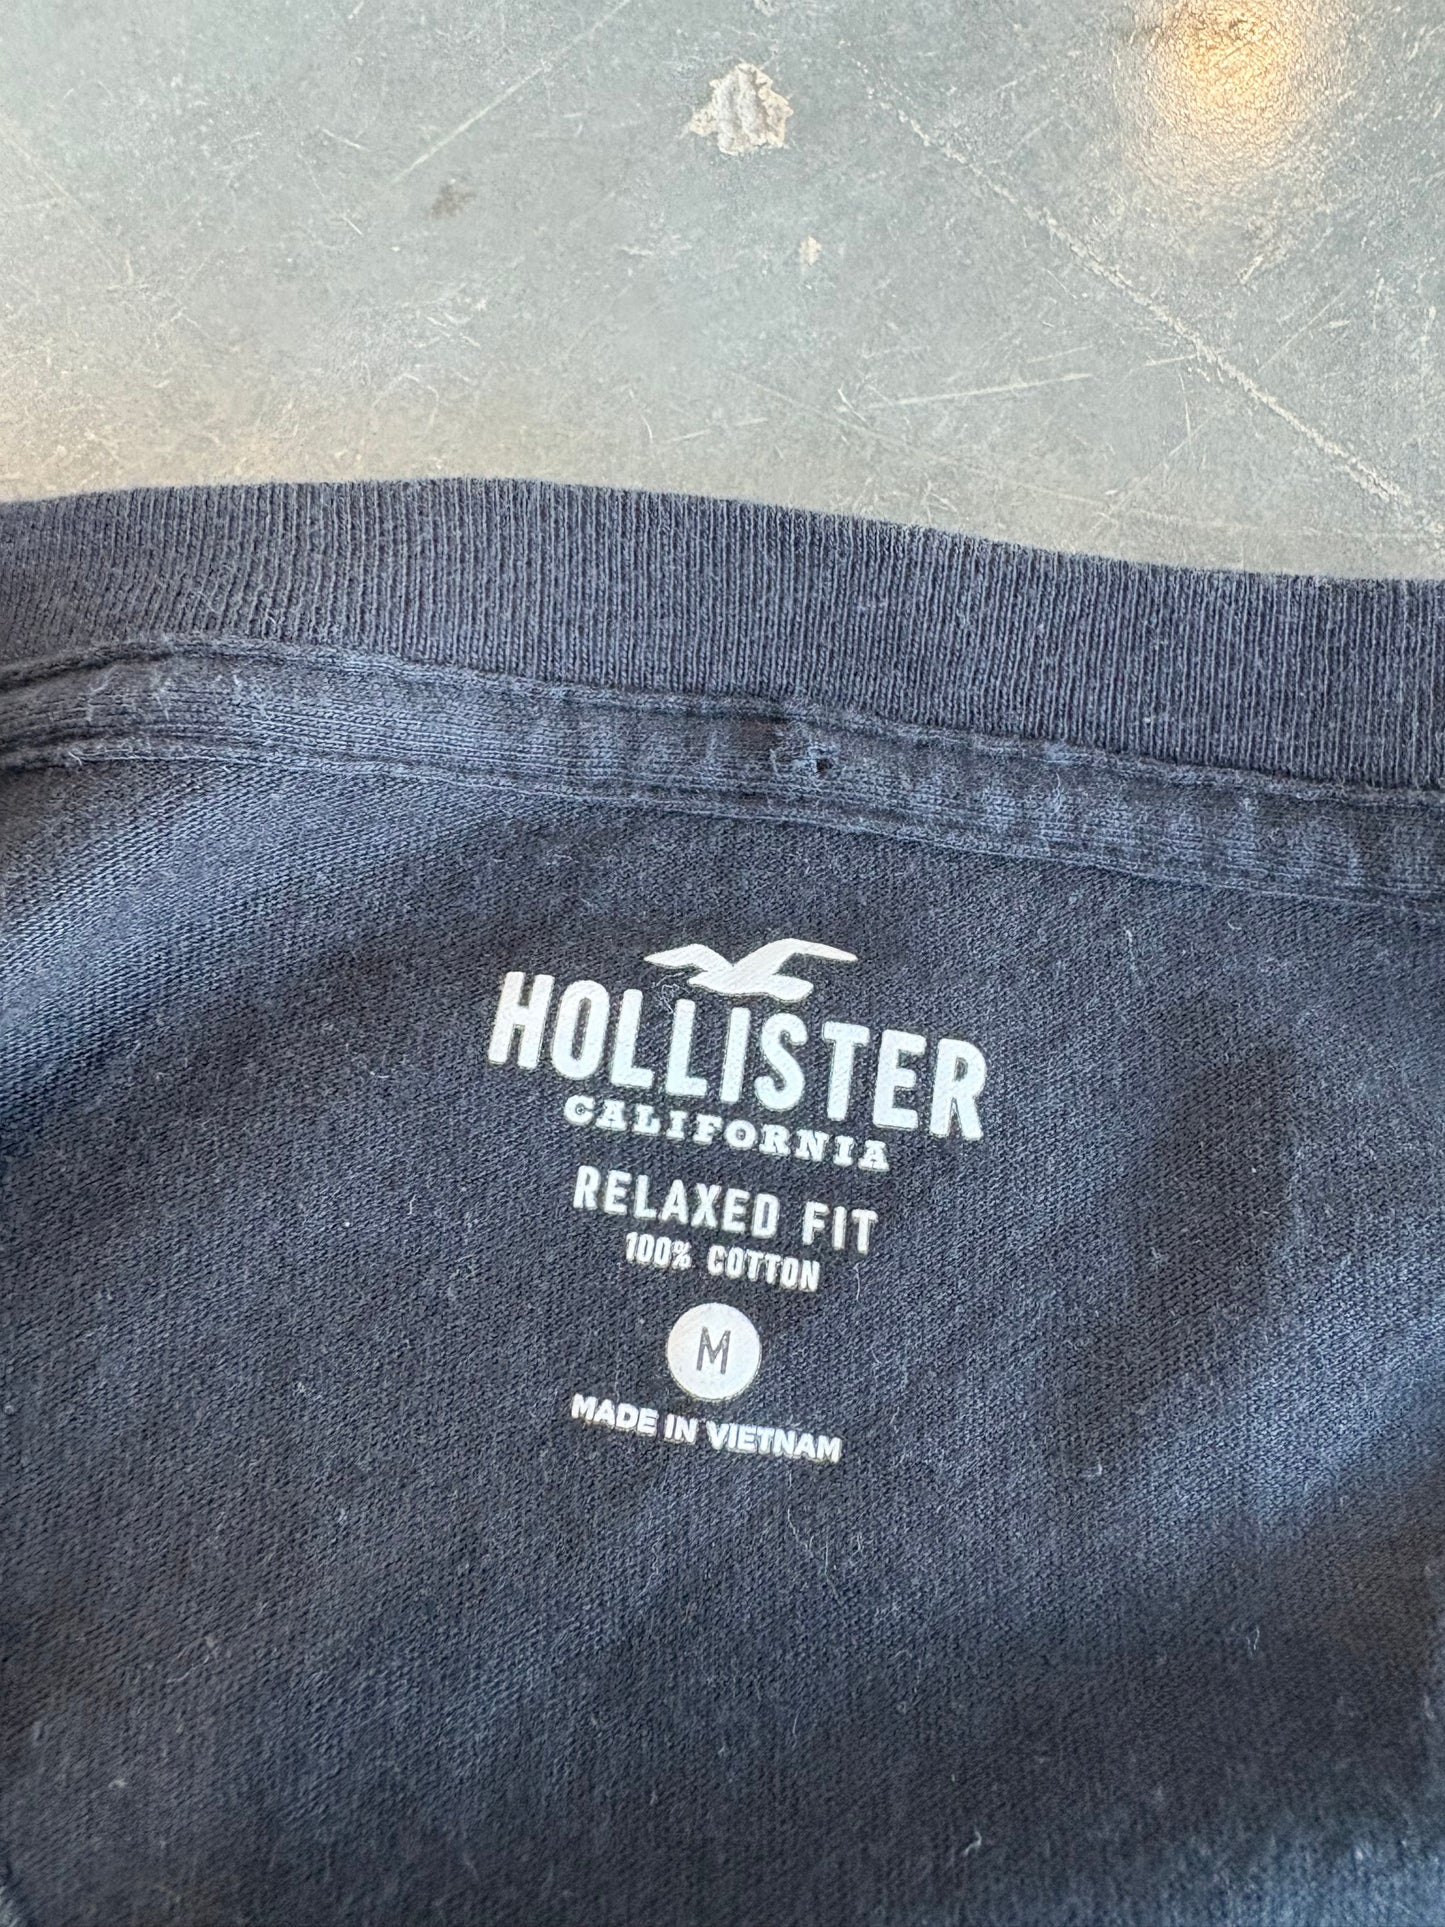 HOLLISTER
CALIFORNIA
RELAXED FIT
100% COTTON
M
MADE IN VIETNAM